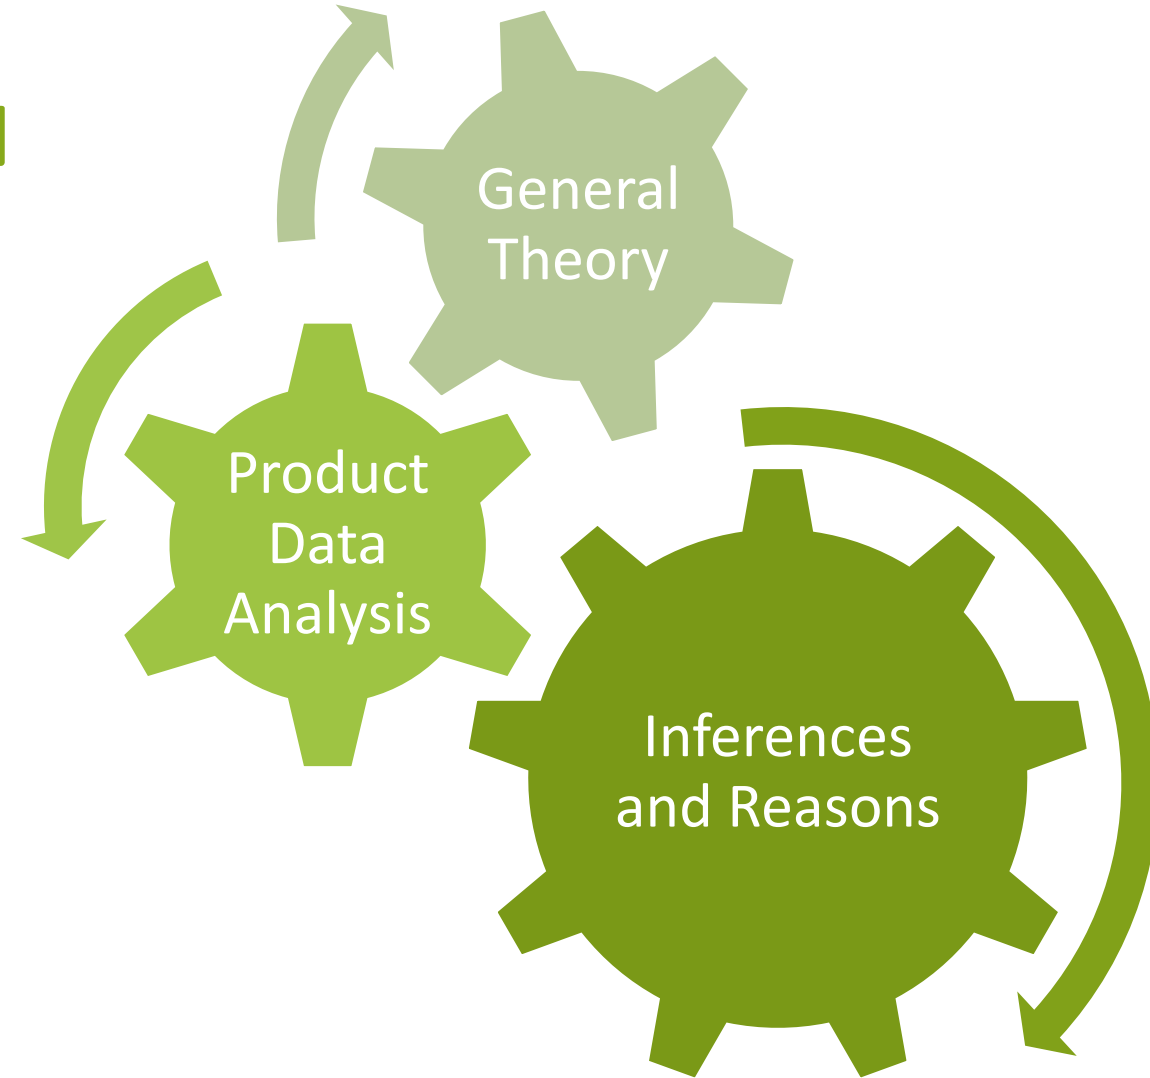 General
Theory
Product
Data
Analysis
Inferences
and Reasons